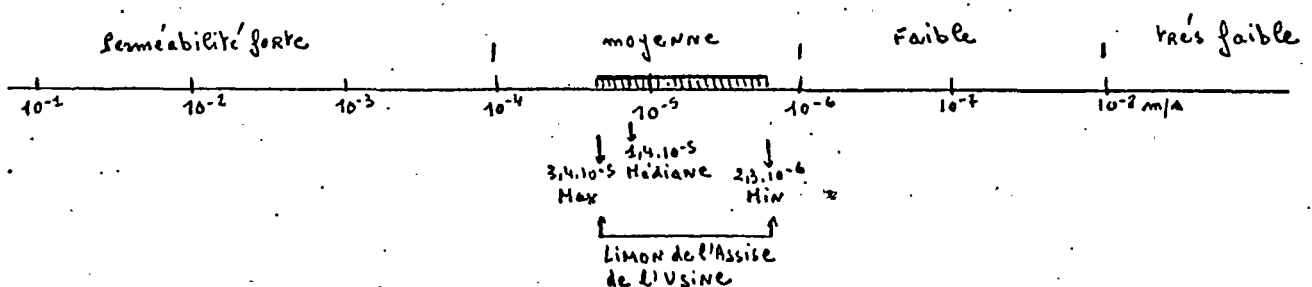 Perméabilité forte moyenne Faible trés faible
10-1 10-2 10-3 10-4 10-5 10-6 10-7 10-8 m/s
3,4.10-5 1,4.10-5 2,3.10-6
Max Médiane Min
Limon de l'Assise
de l'Usine